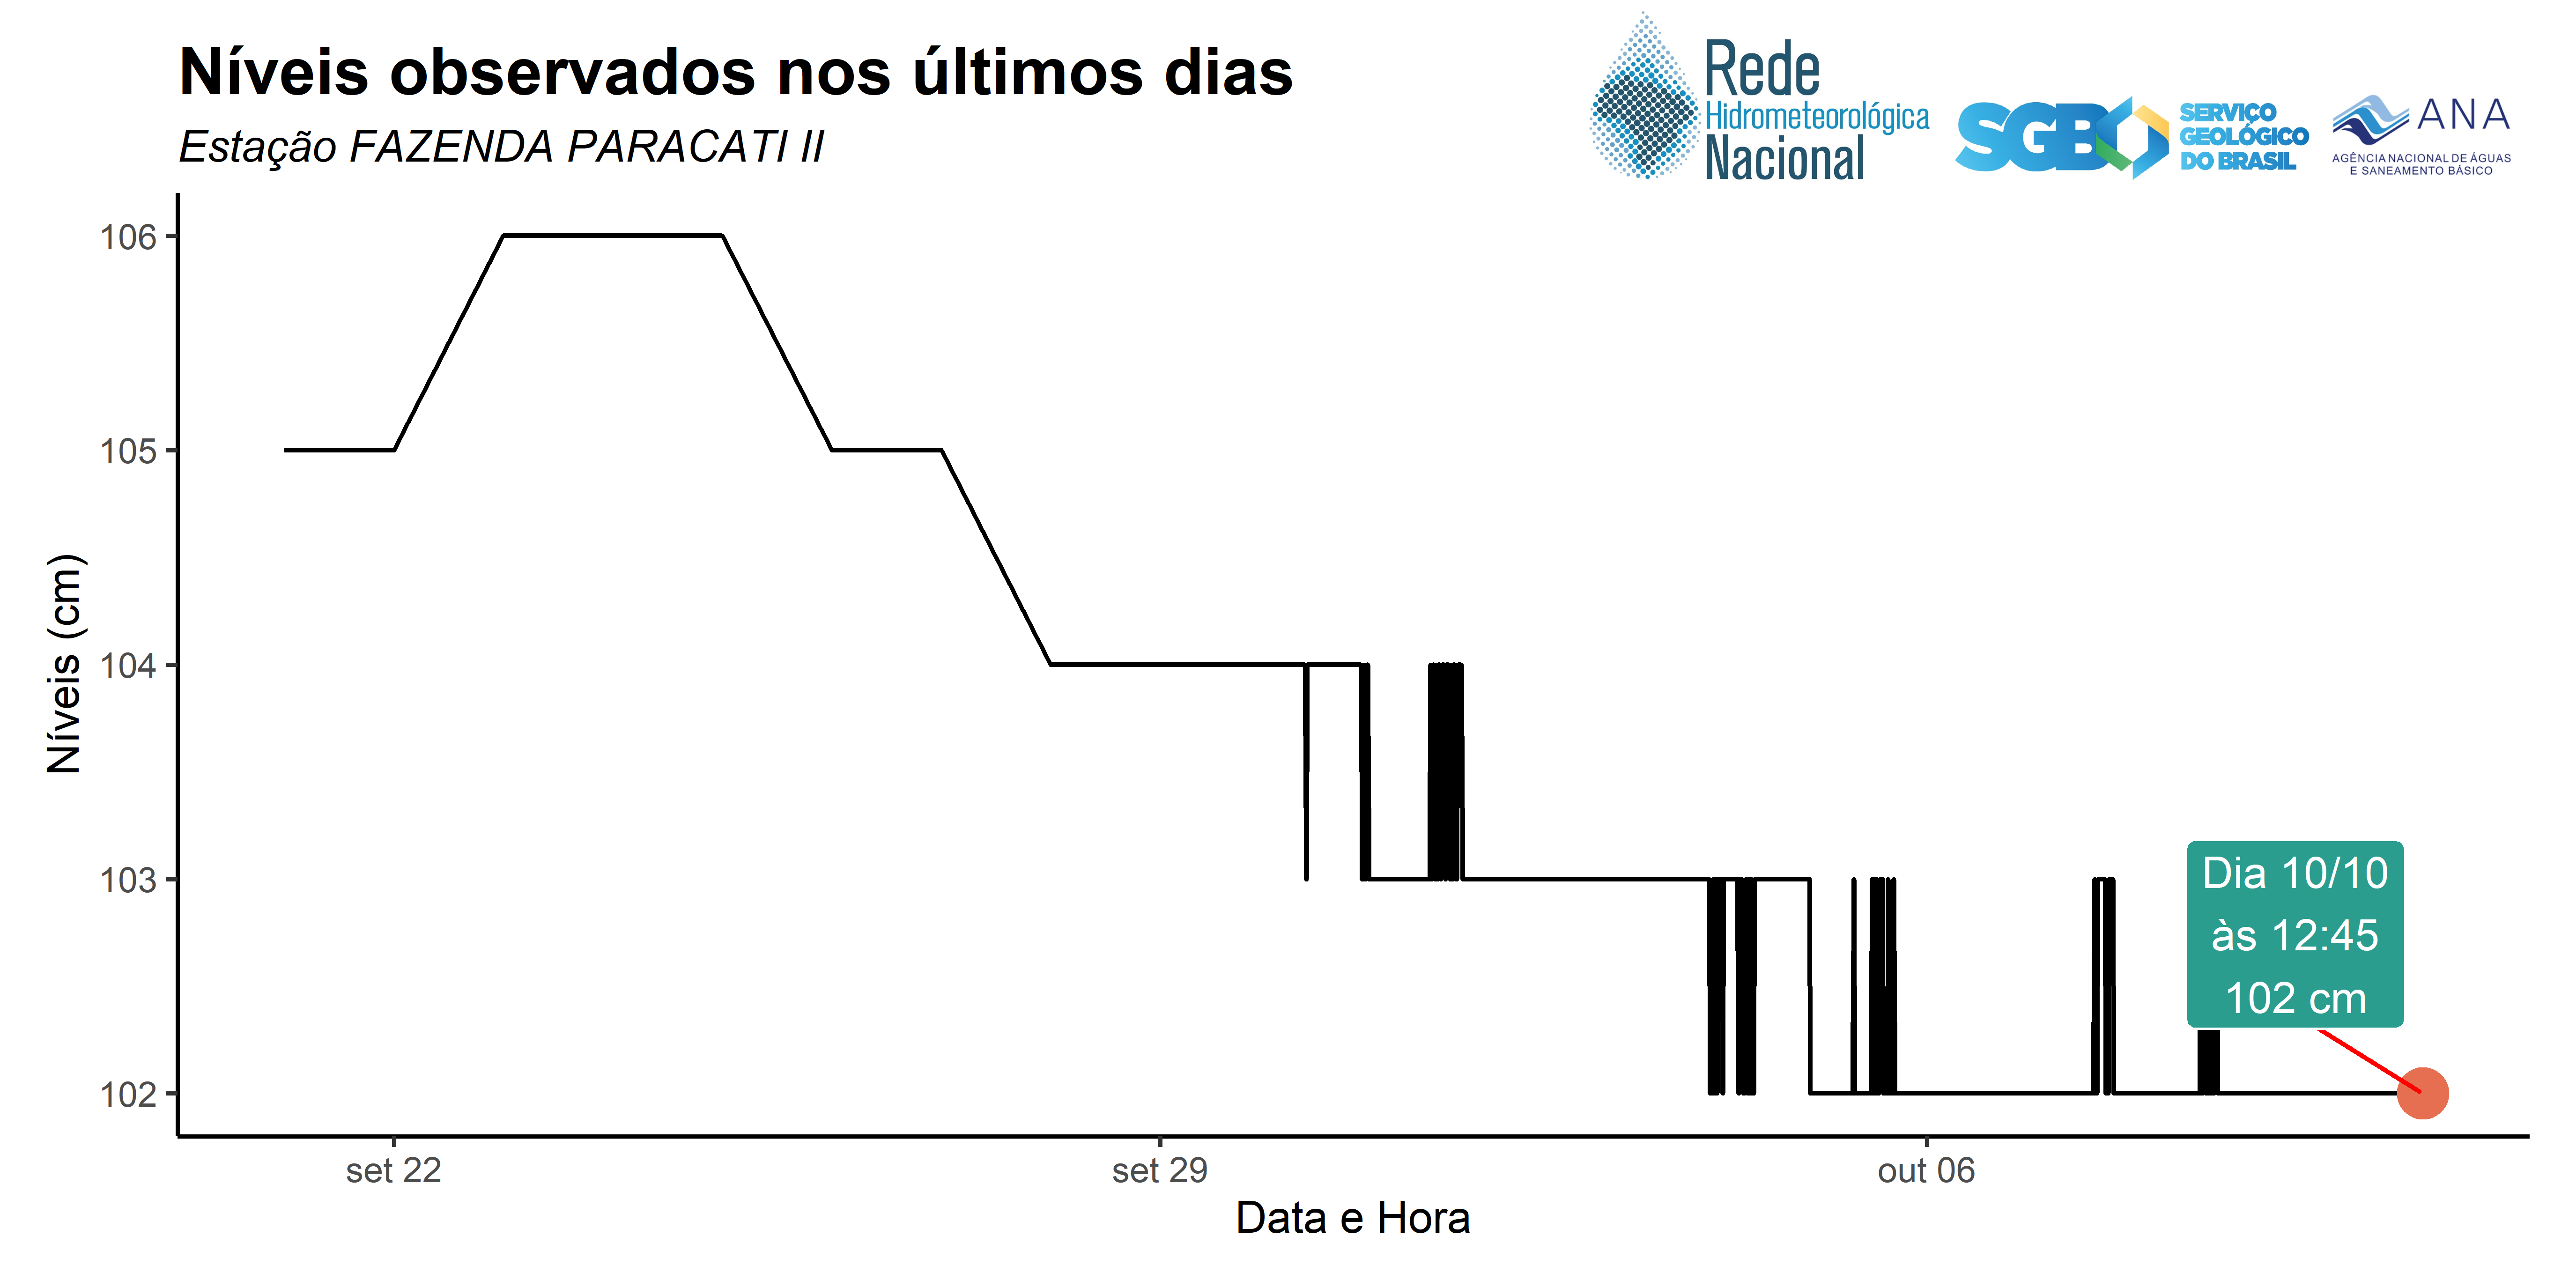 Níveis observados nos últimos dias
Estação FAZENDA PARACATI II
Rede
Hidrometeorológica
Nacional
SGB
SERVIÇO
GEOLÓGICO
DO BRASIL
ANA
AGÊNCIA NACIONAL DE ÁGUAS
E SANEAMENTO BÁSICO
Níveis (cm)
106
105
104
103
102
Dia 10/10
às 12:45
102 cm
set 22
set 29
out 06
Data e Hora